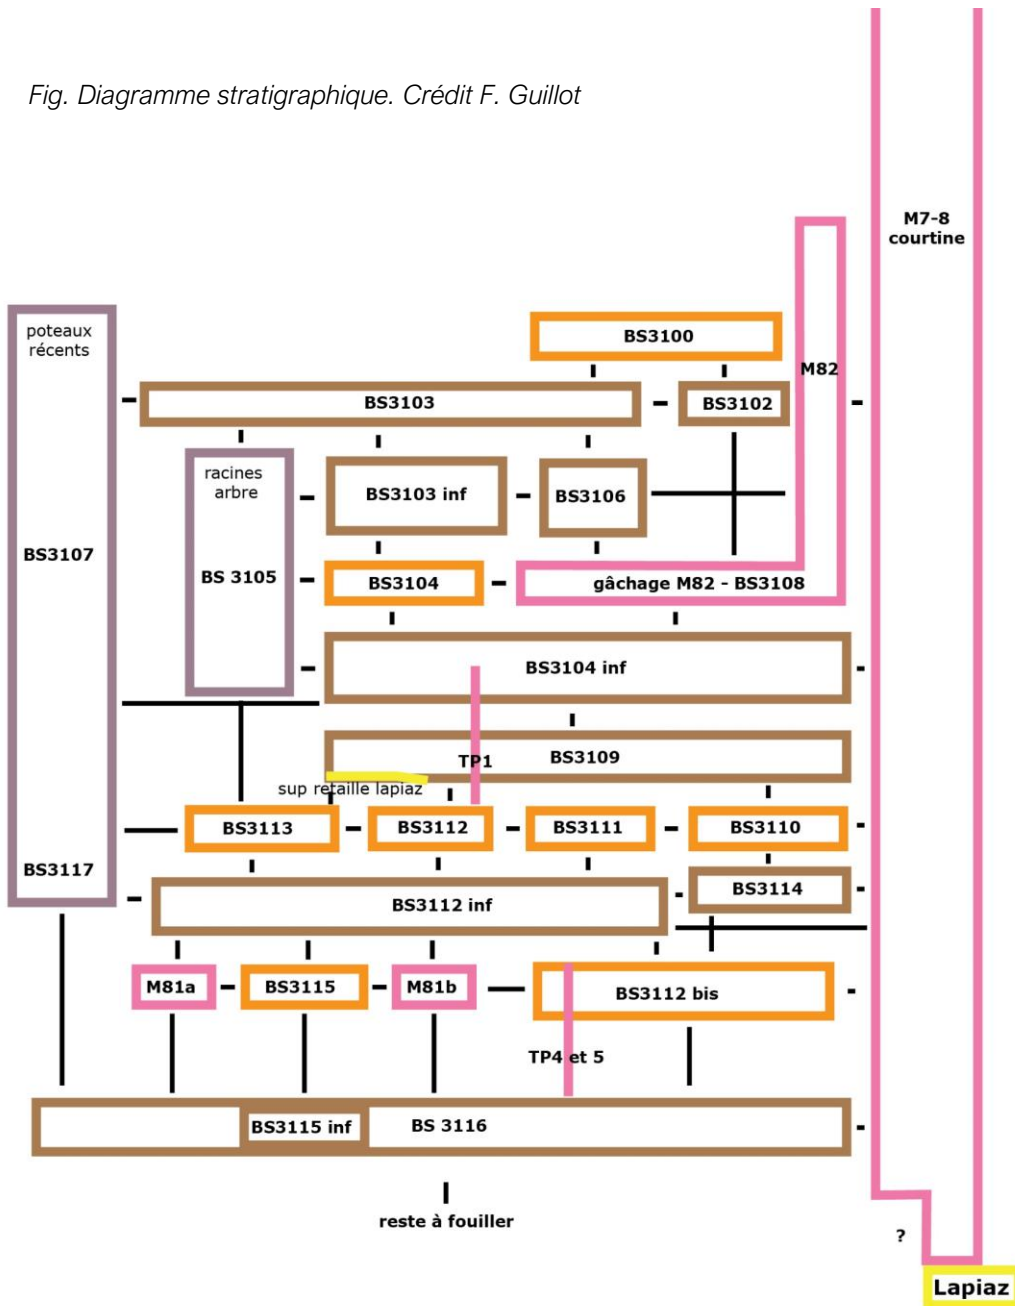 Fig. Diagramme stratigraphique. Crédit F. Guillot
M7-8
courtine
poteaux
récents
BS3100
M82
BS3103
BS3102
racines
arbre
BS3103 inf
BS3106
BS3107
BS 3105
BS3104
gâchage M82 - BS3108
BS3104 inf
TP1
BS3109
sup retaille lapiaz
BS3113
BS3112
BS3111
BS3110
BS3117
BS3114
BS3112 inf
M81a
BS3115
M81b
BS3112 bis
TP4 et 5
BS3115 inf
BS 3116
reste à fouiller
?
Lapiaz